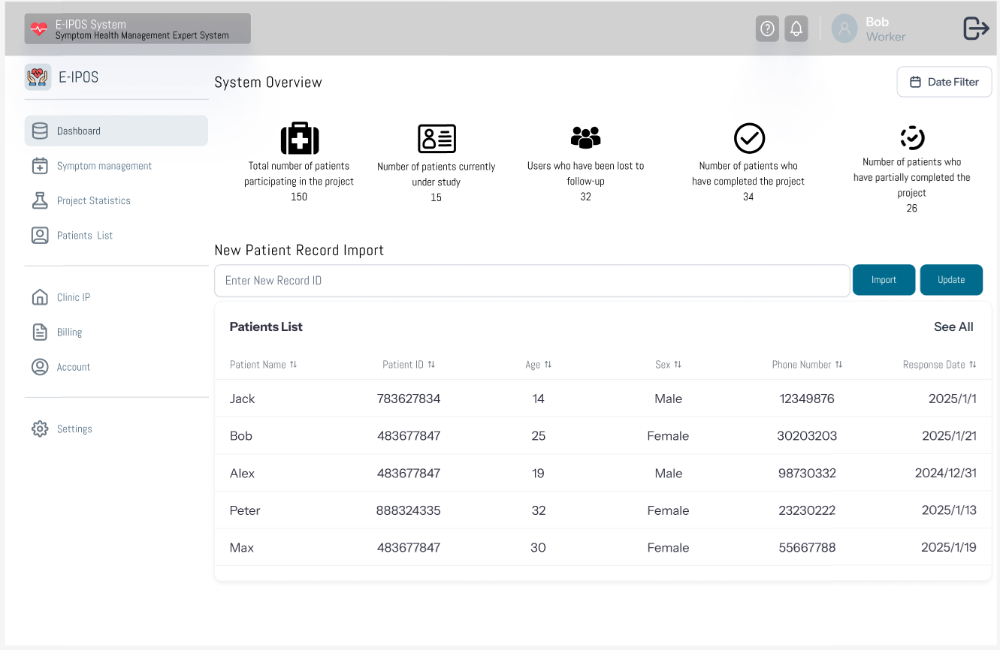 E-IPOS System
Symptom Health Management Expert System
Bob
Worker
E-IPOS
System Overview
Date Filter
Dashboard
Symptom management
Project Statistics
Patients List
Clinic IP
Billing
Account
Settings
Total number of patients
participating in the project
150
Number of patients currently
under study
15
Users who have been lost to
follow-up
32
Number of patients who
have completed the project
34
Number of patients who
have partially completed the
project
26
New Patient Record Import
Enter New Record ID
Import
Update
Patients List
See All
Patient Name Patient ID Age Sex Phone Number Response Date
Jack 783627834 14 Male 12349876 2025/1/1
Bob 483677847 25 Female 30203203 2025/1/21
Alex 483677847 19 Male 98730332 2024/12/31
Peter 888324335 32 Female 23230222 2025/1/13
Max 483677847 30 Female 55667788 2025/1/19